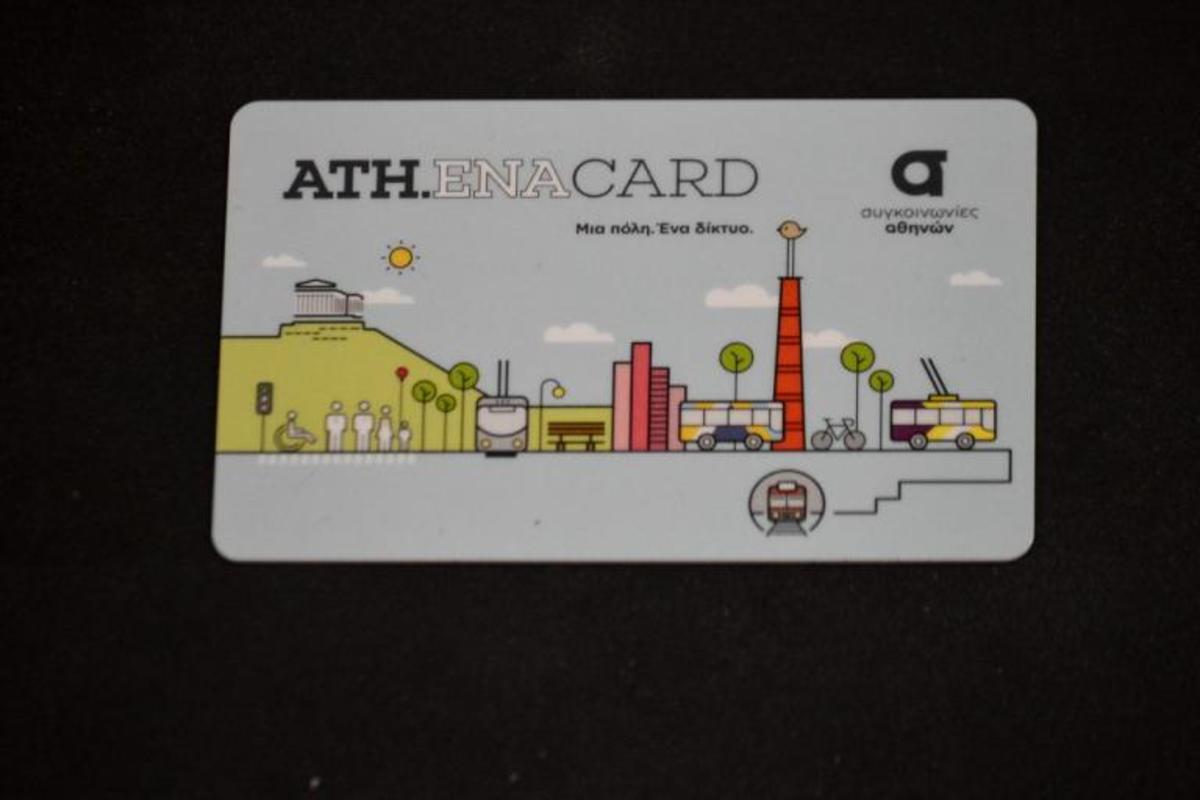 ATH.ENACARD
Μια πόλη. Ένα δίκτυο.
συγκοινωνίες
αθηνών